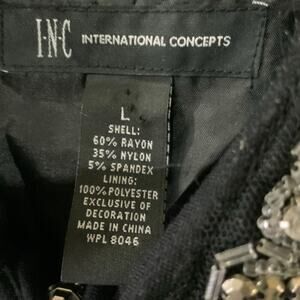 I·N·C INTERNATIONAL CONCEPTS
L
SHELL:
60% RAYON
35% NYLON
5% SPANDEX
LINING:
100% POLYESTER
EXCLUSIVE OF
DECORATION
MADE IN CHINA
WPL 8046